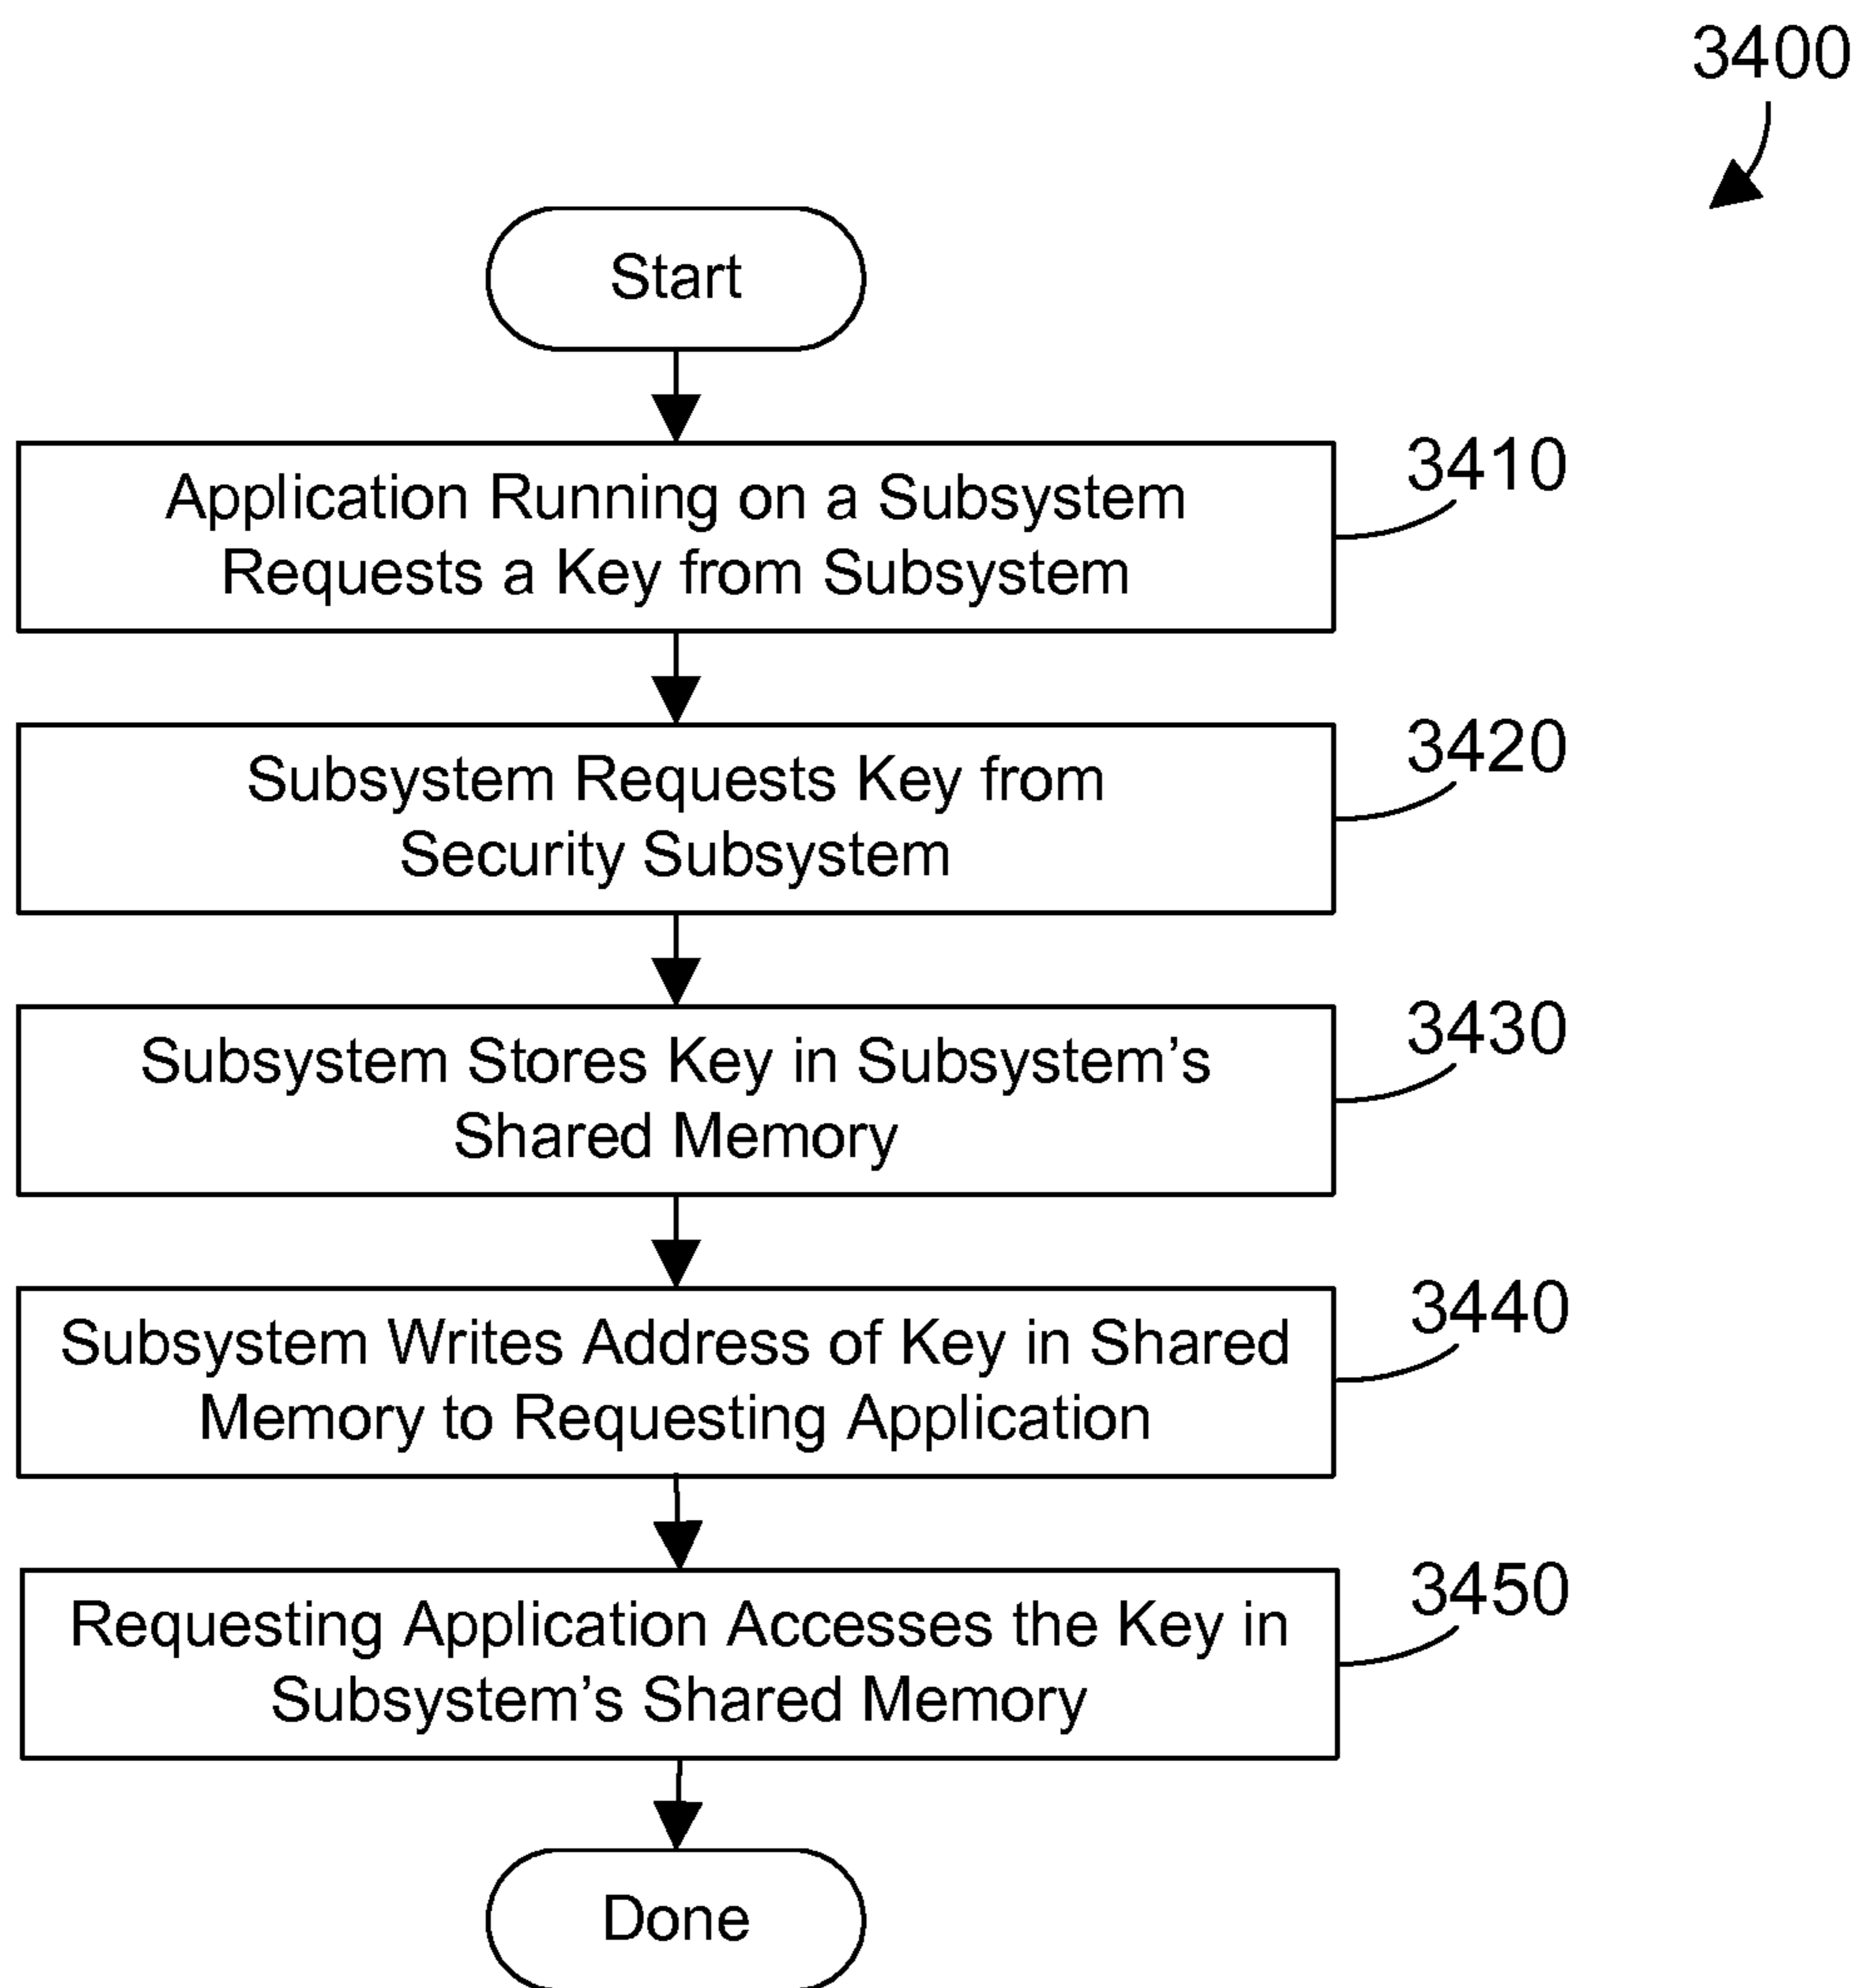 3400
Start
Application Running on a Subsystem
Requests a Key from Subsystem
3410
Subsystem Requests Key from
Security Subsystem
3420
Subsystem Stores Key in Subsystem’s
Shared Memory
3430
Subsystem Writes Address of Key in Shared
Memory to Requesting Application
3440
Requesting Application Accesses the Key in
Subsystem’s Shared Memory
3450
Done